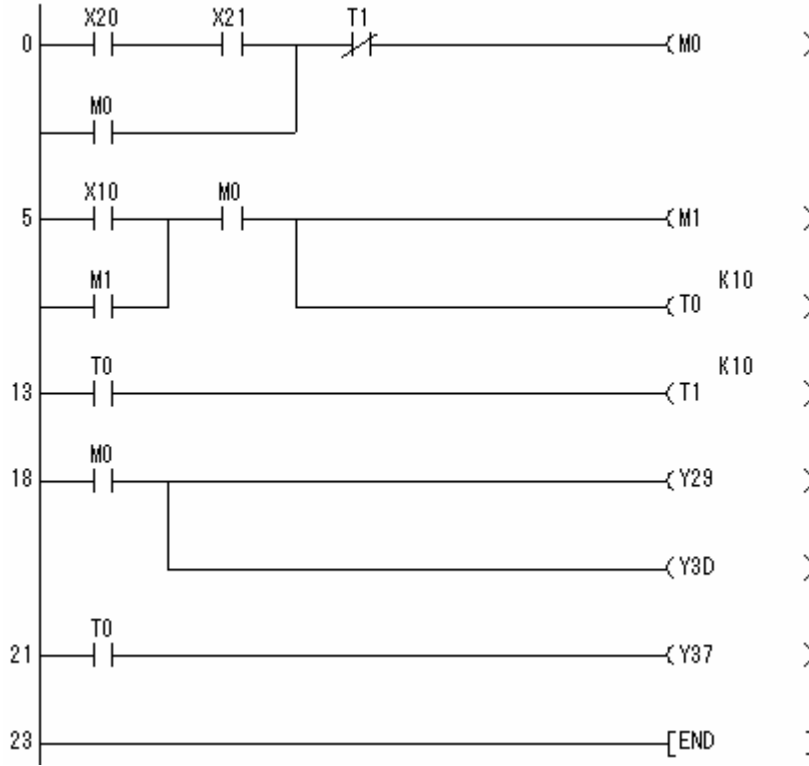 X20 X21 T1
0 (M0 )
M0
X10 M0
5 (M1 )
M1 K10
(T0 )
T0 K10
13 (T1 )
M0
18 (Y29 )
(Y3D )
T0
21 (Y37 )
23 [END ]